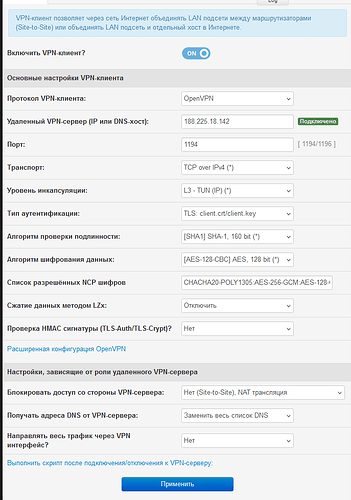 Log
VPN-клиент позволяет через сеть Интернет объединять LAN подсети между маршрутизаторами
(Site-to-Site) или объединять LAN подсеть и отдельный хост в Интернете.
Включить VPN-клиент?
ON
Основные настройки VPN-клиента
Протокол VPN-клиента:
OpenVPN
Удаленный VPN-сервер (IP или DNS-хост):
188.225.18.142
Подключено
Порт:
1194
[ 1194/1196 ]
Транспорт:
TCP over IPv4 (*)
Уровень инкапсуляции:
L3 - TUN (IP) (*)
Тип аутентификации:
TLS: client.crt/client.key
Алгоритм проверки подлинности:
[SHA1] SHA-1, 160 bit (*)
Алгоритм шифрования данных:
[AES-128-CBC] AES, 128 bit (*)
Список разрешённых NCP шифров
CHACHA20-POLY1305:AES-256-GCM:AES-128-
Сжатие данных методом LZx:
Отключить
Проверка HMAC сигнатуры (TLS-Auth/TLS-Crypt)?
Нет
Расширенная конфигурация OpenVPN
Настройки, зависящие от роли удаленного VPN-сервера
Блокировать доступ со стороны VPN-сервера:
Нет (Site-to-Site), NAT трансляция
Получать адреса DNS от VPN-сервера:
Заменить весь список DNS
Направлять весь трафик через VPN
интерфейс?
Нет
Выполнить скрипт после подключения/отключения к VPN-серверу:
Применить